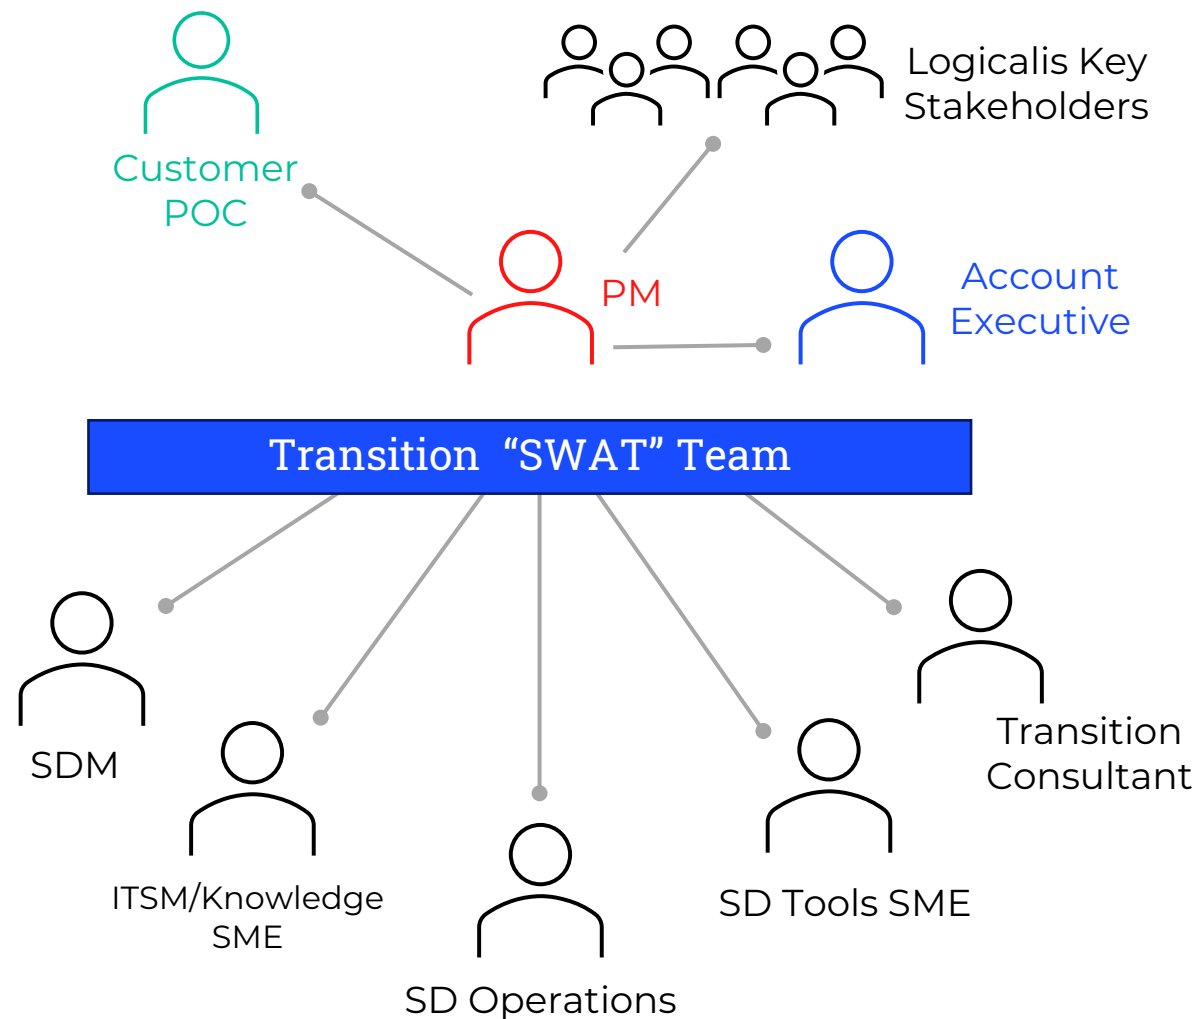 Logicalis Key
Stakeholders
Customer
POC
PM
Account
Executive
Transition “SWAT” Team
SDM
ITSM/Knowledge
SME
SD Operations
SD Tools SME
Transition
Consultant